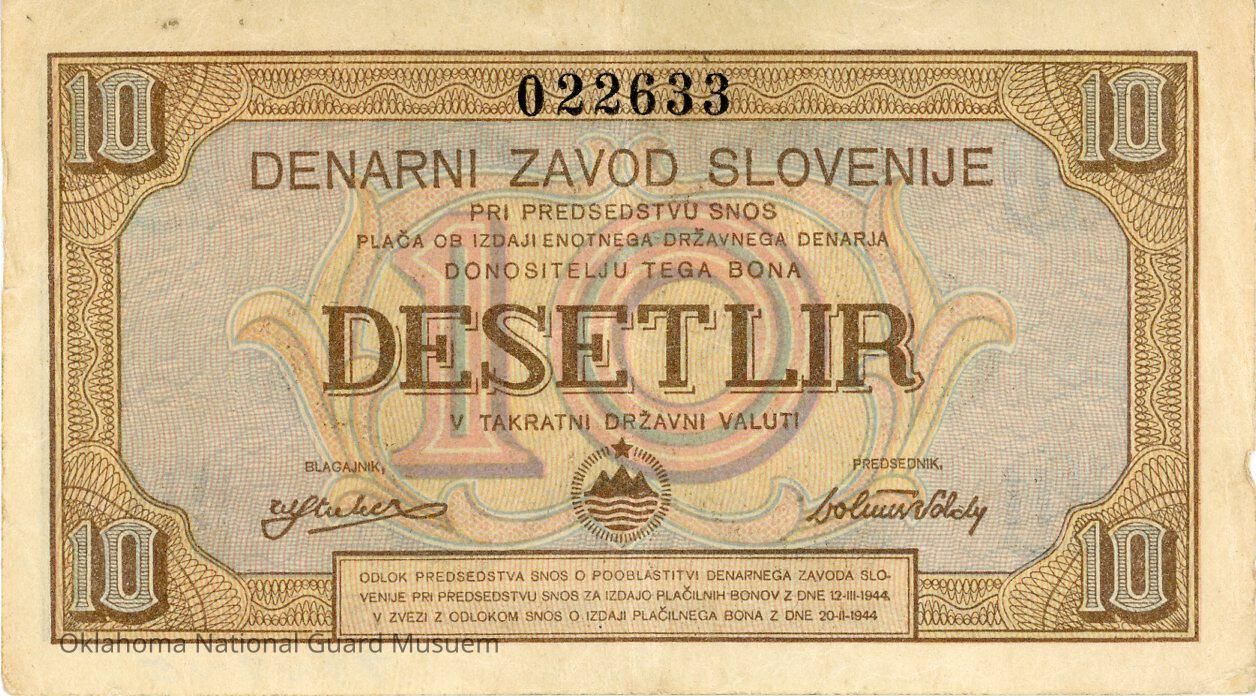 10 022633 10
DENARNI ZAVOD SLOVENIJE
PRI PREDSEDSTVU SNOS
PLAČA OB IZDAJI ENOTNEGA DRŽAVNEGA DENARJA
DONOSITELJU TEGA BONA
10
DESET LIR
V TAKRATNI DRŽAVNI VALUTI
BLAGAJNIK, PREDSEDNIK,
10 10
ODLOK PREDSEDSTVA SNOS O POOBLASTITVI DENARNEGA ZAVODA SLO-
VENIJE PRI PREDSEDSTVU SNOS ZA IZDAJO PLAČILNIH BONOV Z DNE 12-III-1944,
V ZVEZI Z ODLOKOM SNOS O IZDAJI PLAČILNEGA BONA Z DNE 20-II-1944
Oklahoma National Guard Musuem